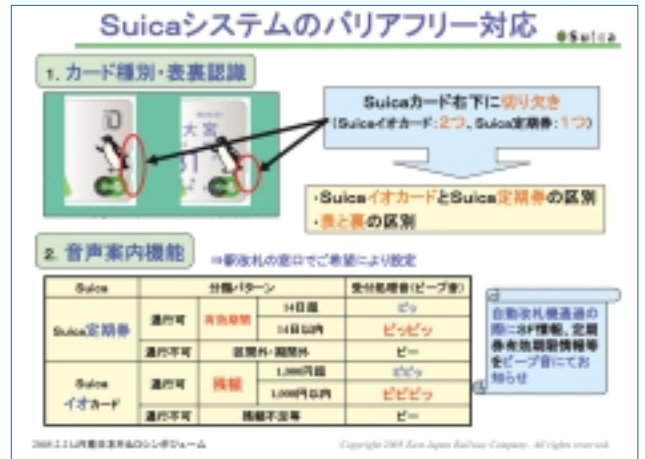 Suicaシステムのバリアフリー対応
Suica
1. カード種別・表裏認識
大宮
Suicaカード右下に切り欠き
(Suicaイオカード:2つ、Suica定期券:1つ)
・SuicaイオカードとSuica定期券の区別
・表と裏の区別
2. 音声案内機能
⇒駅改札の窓口でご希望により設定
Suica 分類パターン 受付処理音(ビープ音)
Suica定期券 通行可 有効期間 14日超 ピッ
14日以内 ピッピッ
通行不可 区間外・期間外 ピー
Suica イオカード 通行可 残額 1,000円超 ピピッ
1,000円以内 ピピピッ
通行不可 残額不足等 ピー
自動改札機通過の
際にSF情報、定期
券有効期限情報等
をビープ音にてお
知らせ
Copyright 2005 East Japan Railway Company. All rights reserved.